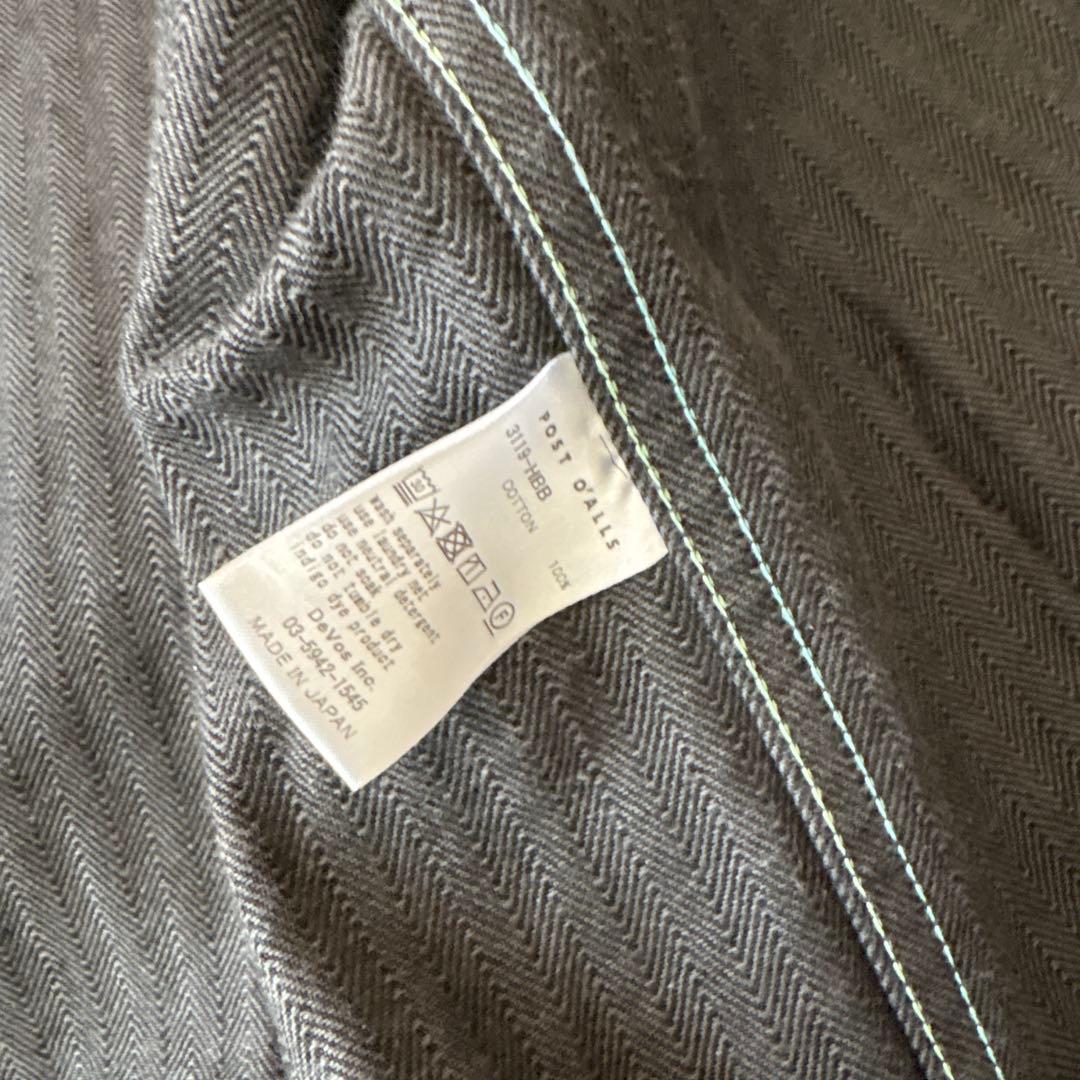 POST O'ALLS
3119-HBB
COTTON 100%
30 F
wash separately
use laundry net
use neutral detergent
do not soak
do not tumble dry
indigo dye product
DeVos Inc.
03-5942-1545
MADE IN JAPAN